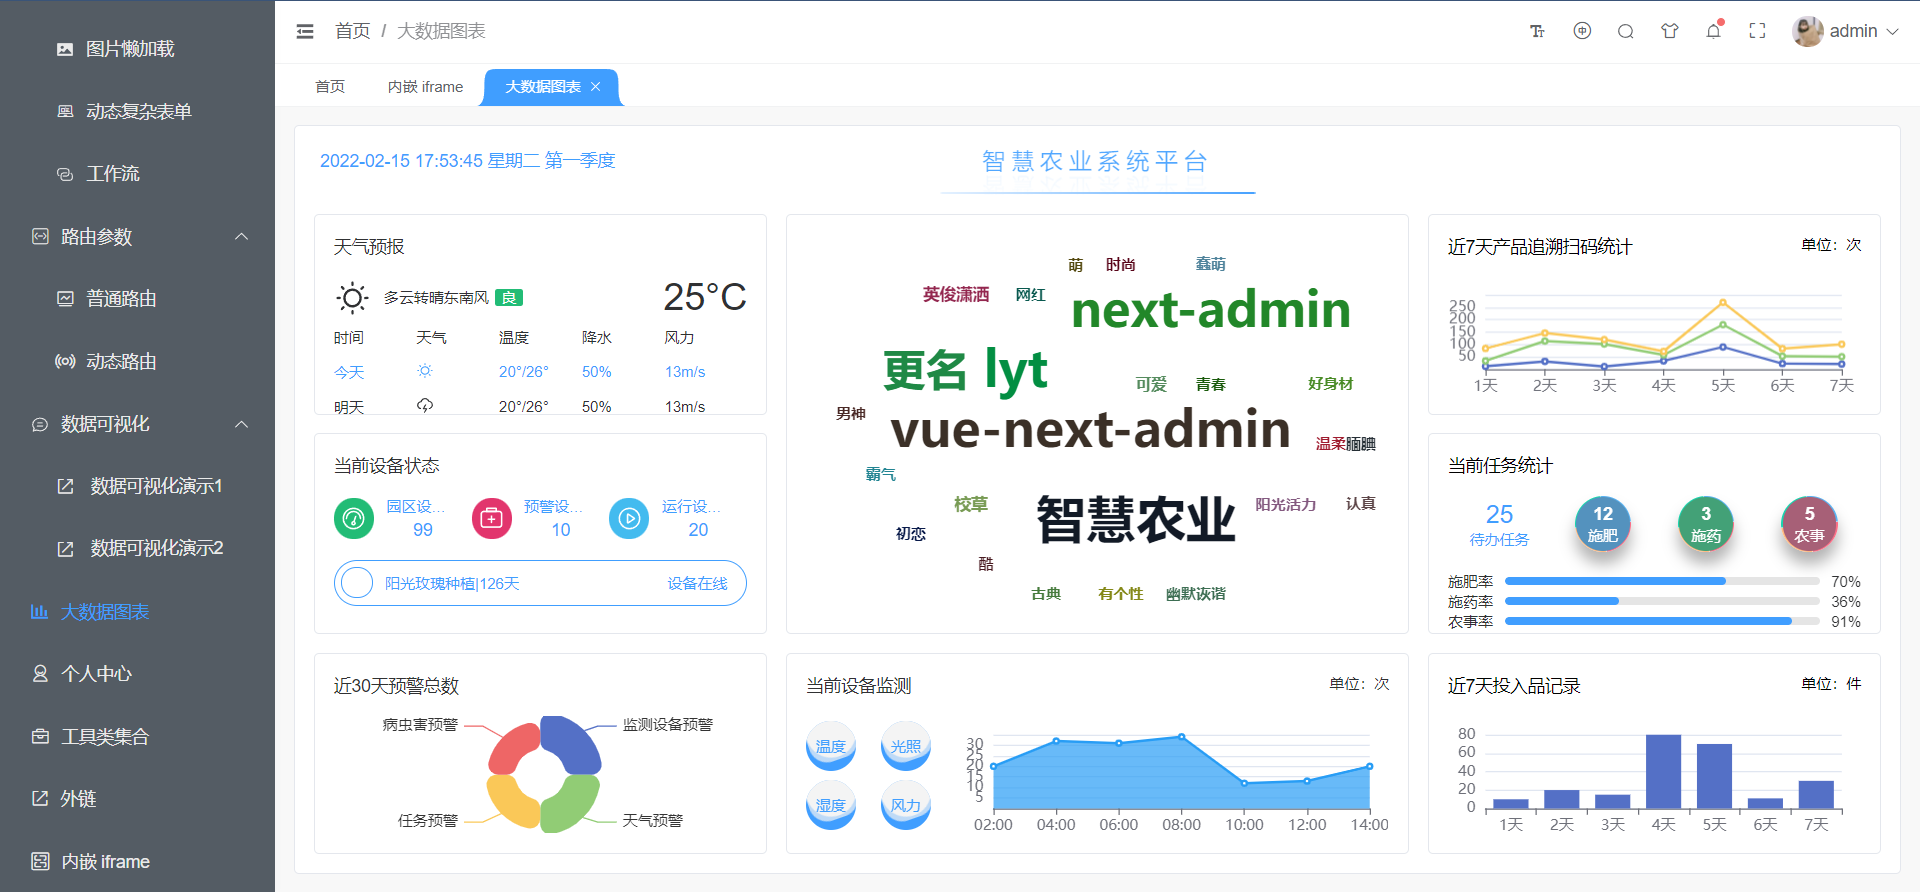 图片懒加载
动态复杂表单
工作流
路由参数
普通路由
动态路由
数据可视化
数据可视化演示1
数据可视化演示2
大数据图表
个人中心
工具类集合
外链
内嵌 iframe
首页 / 大数据图表
admin
首页
内嵌 iframe
大数据图表
2022-02-15 17:53:45 星期二 第一季度
智慧农业系统平台
天气预报
多云转晴东南风 良
25°C
时间 天气 温度 降水 风力
今天 20°/26° 50% 13m/s
明天 20°/26° 50% 13m/s
当前设备状态
园区设...
99
预警设...
10
运行设...
20
阳光玫瑰种植|126天
设备在线
近30天预警总数
病虫害预警
监测设备预警
任务预警
天气预警
萌
时尚
蠢萌
英俊潇洒
网红
next-admin
更名 lyt
可爱
青春
好身材
男神
vue-next-admin
温柔腼腆
霸气
校草
智慧农业
阳光活力
认真
初恋
酷
古典
有个性
幽默诙谐
当前设备监测
单位：次
温度
光照
湿度
风力
30
25
20
15
10
5
02:00 04:00 06:00 08:00 10:00 12:00 14:00
近7天产品追溯扫码统计
单位：次
250
200
150
100
50
1天 2天 3天 4天 5天 6天 7天
当前任务统计
25
待办任务
12
施肥
3
施药
5
农事
施肥率 70%
施药率 36%
农事率 91%
近7天投入品记录
单位：件
80
60
40
20
0
1天 2天 3天 4天 5天 6天 7天